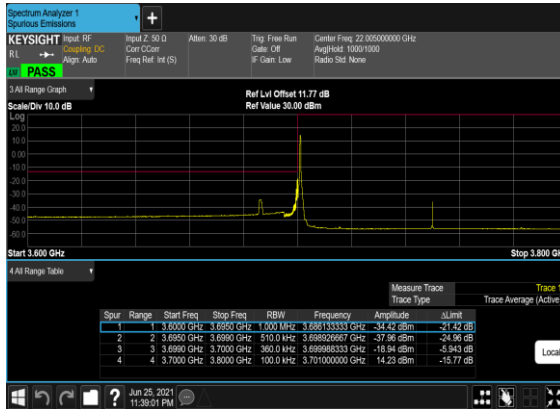 Spectrum Analyzer 1
Spurious Emissions
KEYSIGHT
RL
Input: RF
Coupling: DC
Align: Auto
Input Z: 50 Ω
Corr CCorr
Freq Ref: Int (S)
Atten: 30 dB
Trig: Free Run
Gate: Off
IF Gain: Low
Center Freq: 22.005000000 GHz
Avg|Hold: 1000/1000
Radio Std: None
PASS
3 All Range Graph
Scale/Div 10.0 dB
Ref Lvl Offset 11.77 dB
Ref Value 30.00 dBm
Log
20.0
10.0
0.00
-10.0
-20.0
-30.0
-40.0
-50.0
-60.0
Start 3.600 GHz
Stop 3.800 GH
4 All Range Table
Measure Trace Trace 1
Trace Type Trace Average (Active
Spur Range Start Freq Stop Freq RBW Frequency Amplitude ΔLimit
1 1 3.6000 GHz 3.6950 GHz 1.000 MHz 3.686133333 GHz -34.42 dBm -21.42 dB
2 2 3.6950 GHz 3.6990 GHz 510.0 kHz 3.698926667 GHz -37.96 dBm -24.96 dB
3 3 3.6990 GHz 3.7000 GHz 360.0 kHz 3.699988333 GHz -18.94 dBm -5.943 dB
4 4 3.7000 GHz 3.8000 GHz 100.0 kHz 3.701000000 GHz 14.23 dBm -15.77 dB
Local
Jun 25, 2021
11:39:01 PM